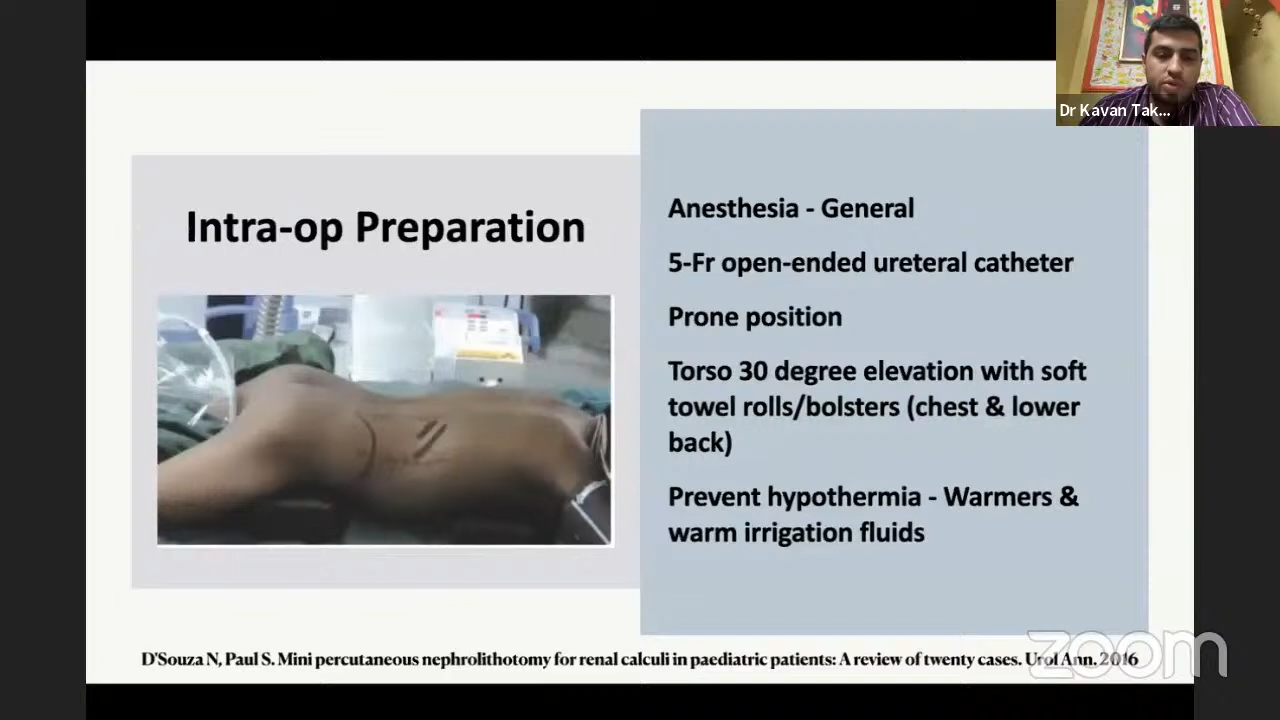 Dr Kavan Tak...
Intra-op Preparation
Anesthesia - General
5-Fr open-ended ureteral catheter
Prone position
Torso 30 degree elevation with soft
towel rolls/bolsters (chest & lower
back)
Prevent hypothermia - Warmers &
warm irrigation fluids
D'Souza N, Paul S. Mini percutaneous nephrolithotomy for renal calculi in paediatric patients: A review of twenty cases. Urol Ann. 2016
zoom